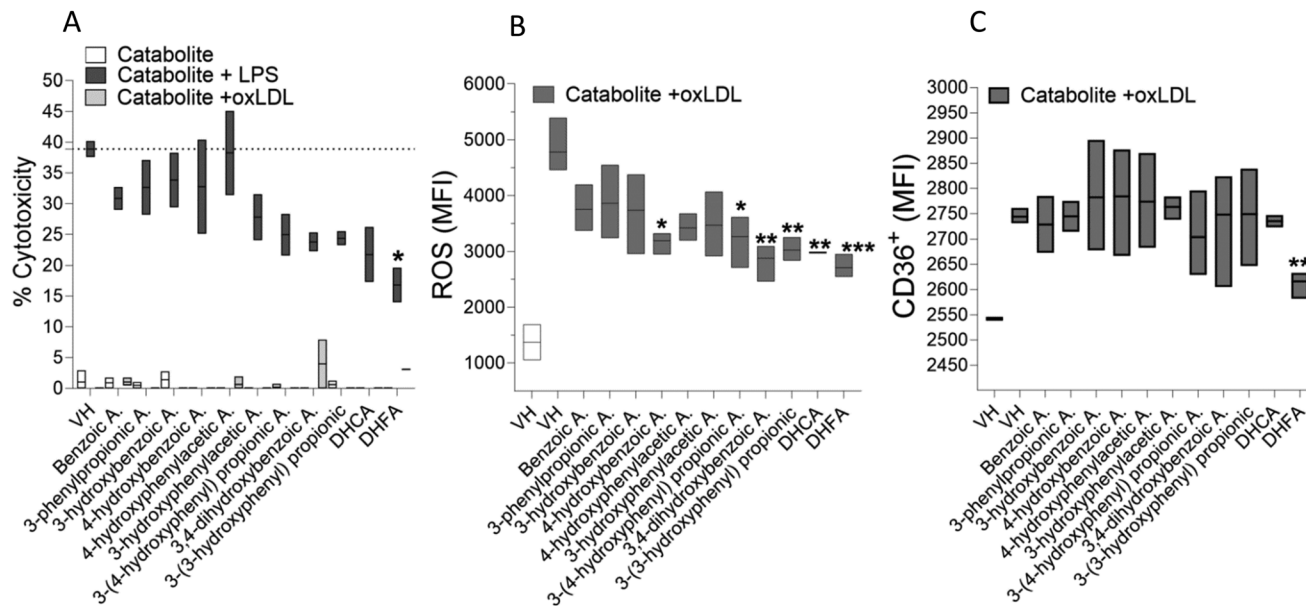 A
Catabolite
Catabolite + LPS
Catabolite +oxLDL
% Cytotoxicity
50
45
40
35
30
25
20
15
10
5
0
*
VH
Benzoic A.
3-phenylpropionic A.
3-hydroxybenzoic A.
4-hydroxybenzoic A.
4-hydroxyphenylacetic A.
3-hydroxyphenylacetic A.
3-(4-hydroxyphenyl) propionic A.
3,4-dihydroxybenzoic A.
3-(3-hydroxyphenyl) propionic
DHCA
DHFA
B
Catabolite +oxLDL
ROS (MFI)
6000
5000
4000
3000
2000
1000
*
*
**
**
**
***
VH
VH
Benzoic A.
3-phenylpropionic A.
3-hydroxybenzoic A.
4-hydroxybenzoic A.
4-hydroxyphenylacetic A.
3-hydroxyphenylacetic A.
3-(4-hydroxyphenyl) propionic A.
3,4-dihydroxybenzoic A.
3-(3-hydroxyphenyl) propionic
DHCA
DHFA
C
Catabolite +oxLDL
CD36+ (MFI)
3000
2950
2900
2850
2800
2750
2700
2650
2600
2550
2500
2450
**
VH
VH
Benzoic A.
3-phenylpropionic A.
3-hydroxybenzoic A.
4-hydroxybenzoic A.
4-hydroxyphenylacetic A.
3-hydroxyphenylacetic A.
3-(4-hydroxyphenyl) propionic A.
3,4-dihydroxybenzoic A.
3-(3-hydroxyphenyl) propionic
DHCA
DHFA